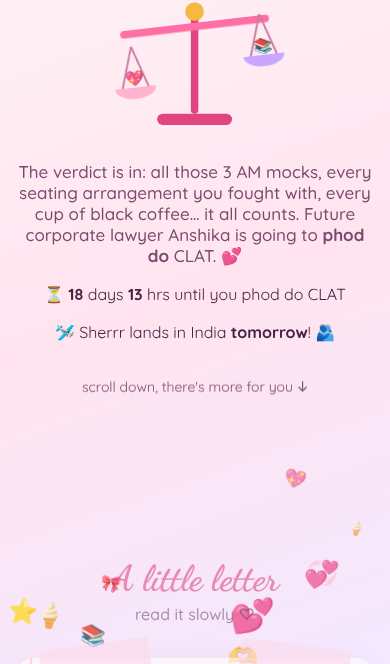 The verdict is in: all those 3 AM mocks, every
seating arrangement you fought with, every
cup of black coffee... it all counts. Future
corporate lawyer Anshika is going to phod
do CLAT. 💕
⏳ 18 days 13 hrs until you phod do CLAT
🛩️ Sherrr lands in India tomorrow! 🫂
scroll down, there's more for you ↓
A little letter
read it slowly ♡